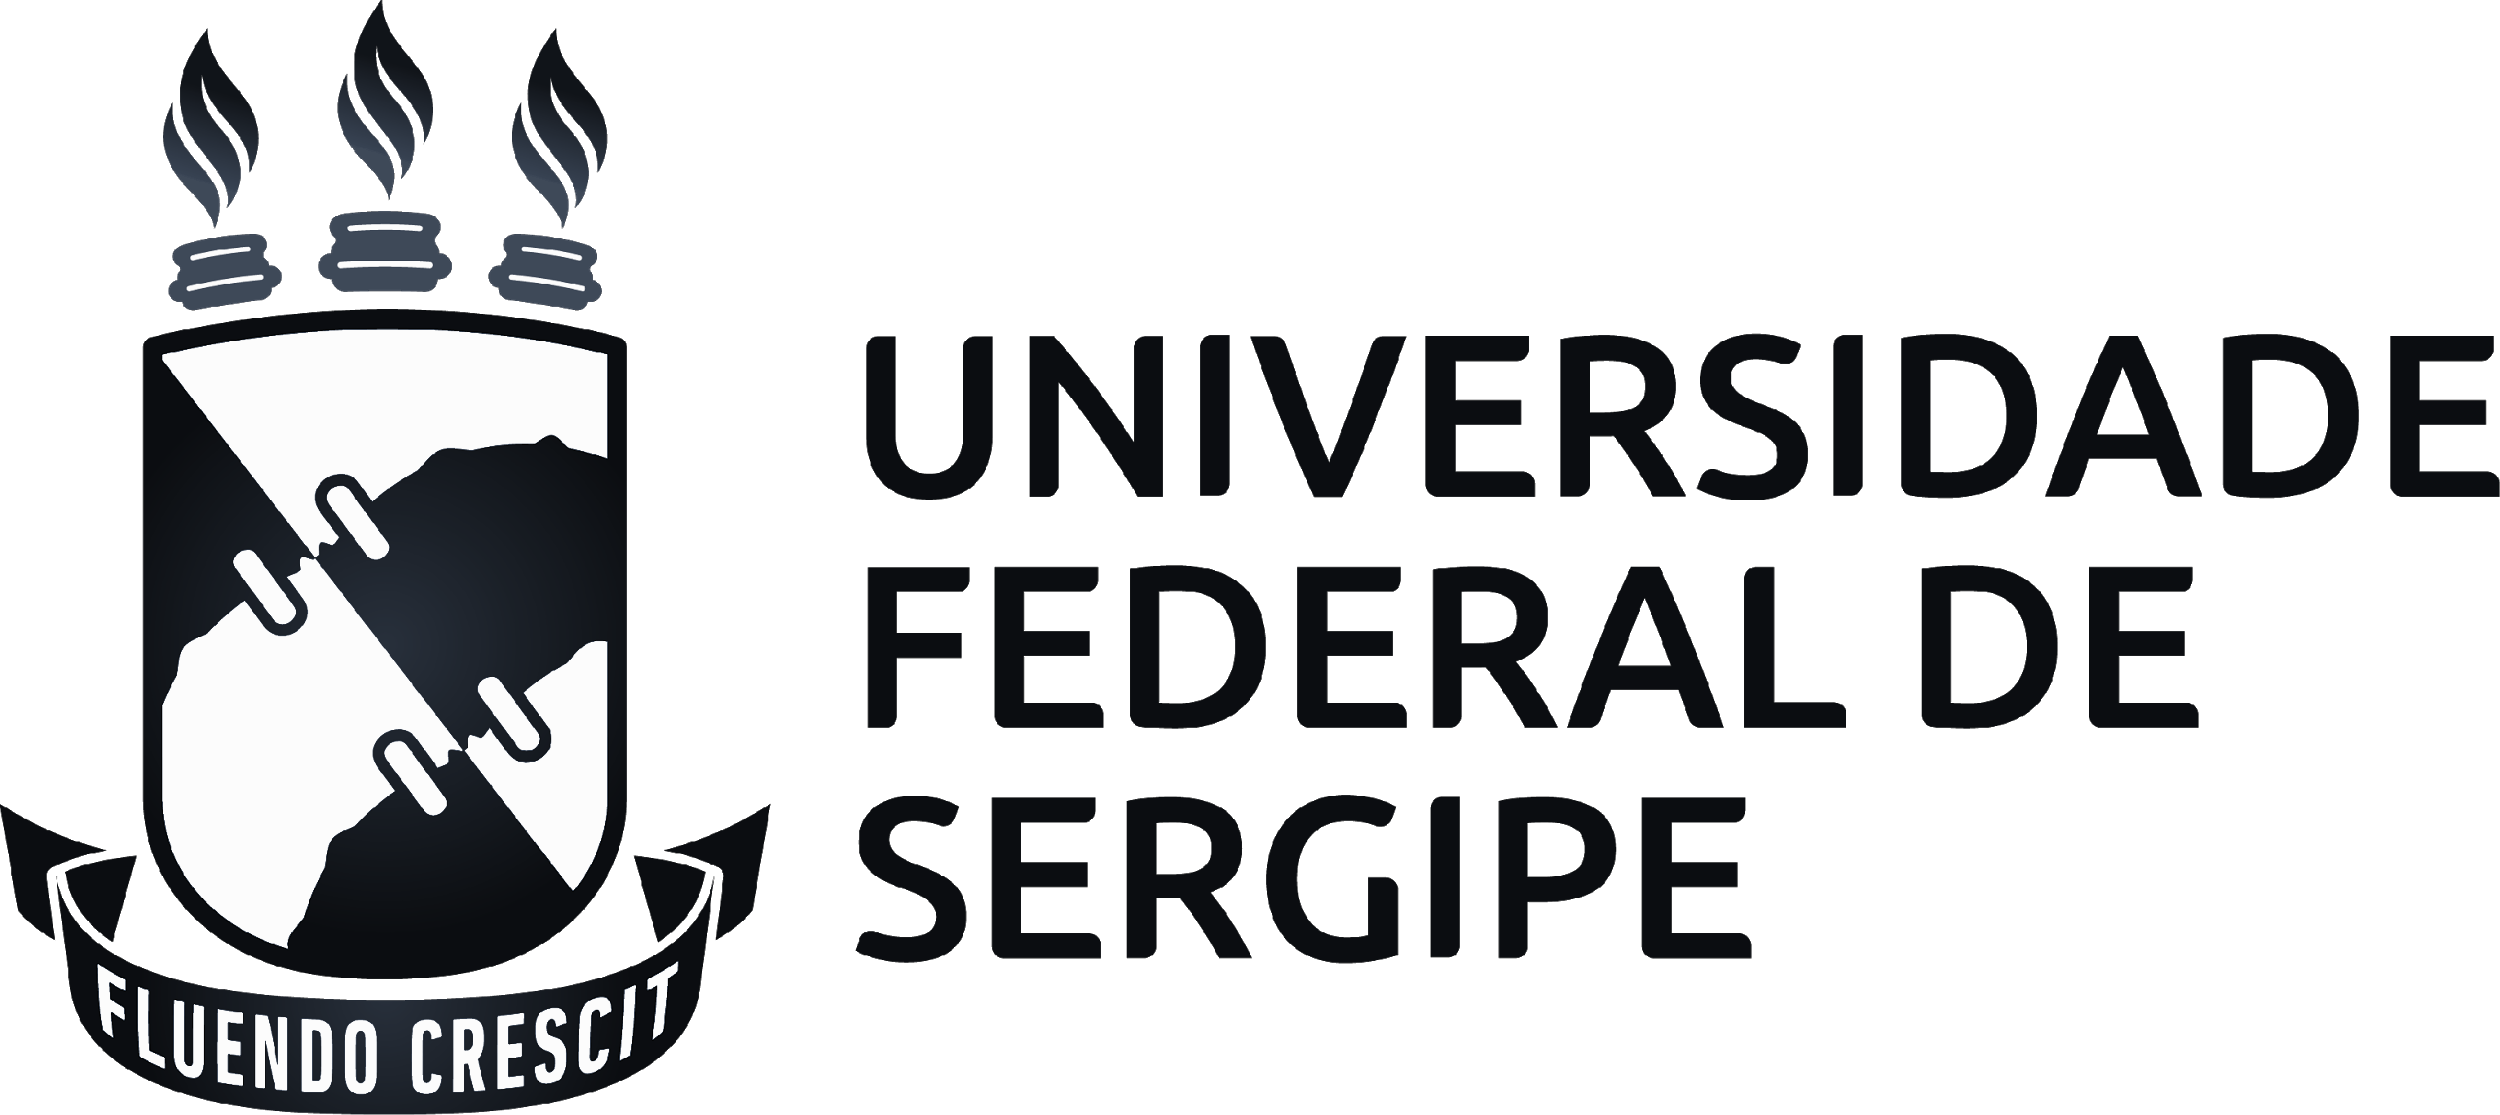 UNIVERSIDADE
FEDERAL DE
SERGIPE
FLUENDO CRESCIT